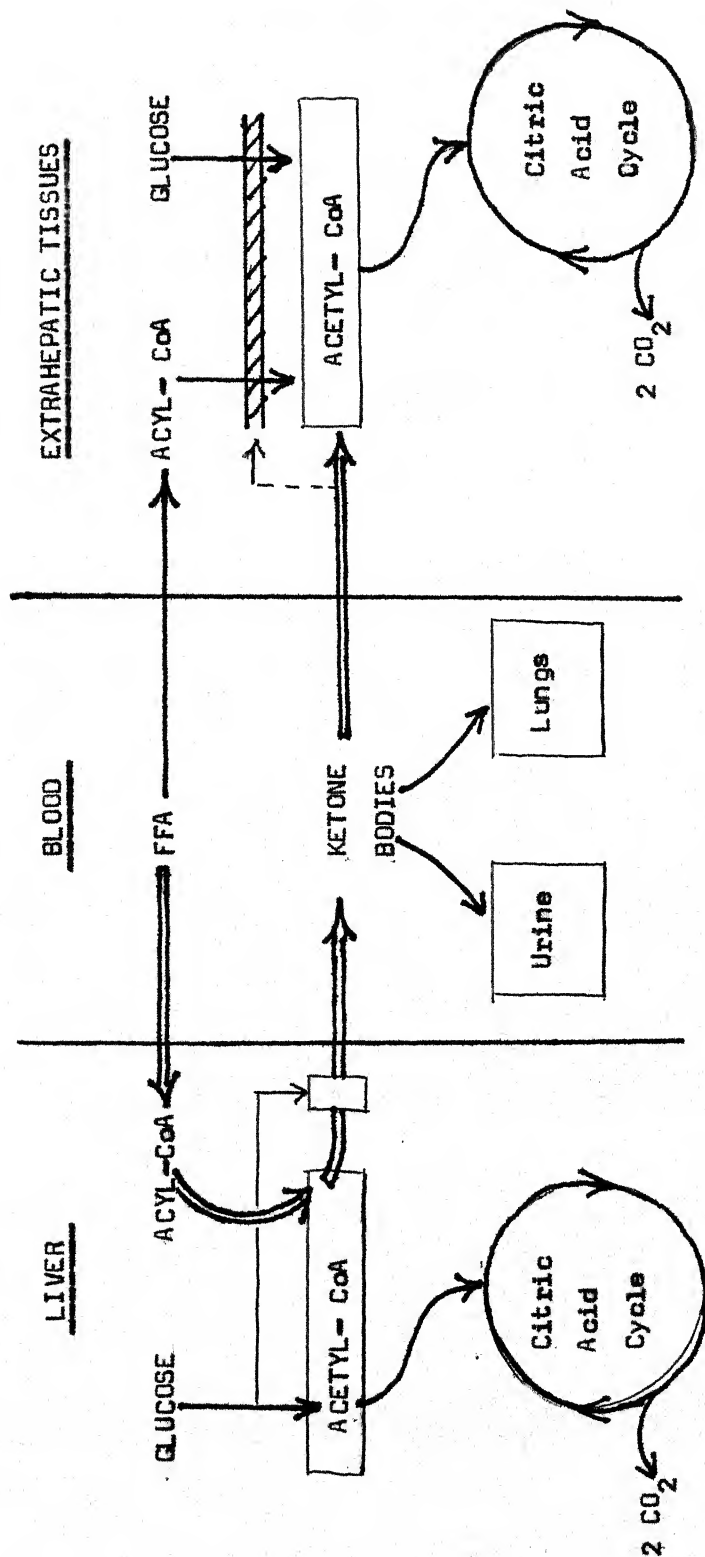 LIVER
BLOOD
EXTRAHEPATIC TISSUES
GLUCOSE
ACYL-CoA
FFA
ACYL- CoA
GLUCOSE
ACETYL- CoA
KETONE
BODIES
ACETYL- CoA
Citric
Acid
Cycle
2 CO2
Urine
Lungs
Citric
Acid
Cycle
2 CO2